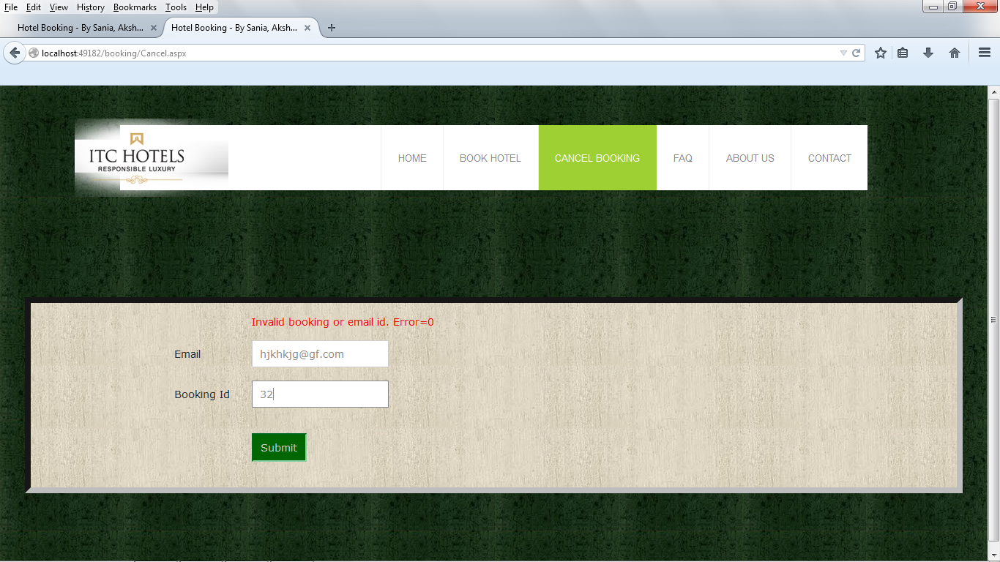 File Edit View History Bookmarks Tools Help
Hotel Booking - By Sania, Aksh... Hotel Booking - By Sania, Aksh...
localhost:49182/booking/Cancel.aspx
ITC HOTELS
RESPONSIBLE LUXURY
HOME BOOK HOTEL CANCEL BOOKING FAQ ABOUT US CONTACT
Invalid booking or email id. Error=0
Email hjkhkjg@gf.com
Booking Id 32
Submit